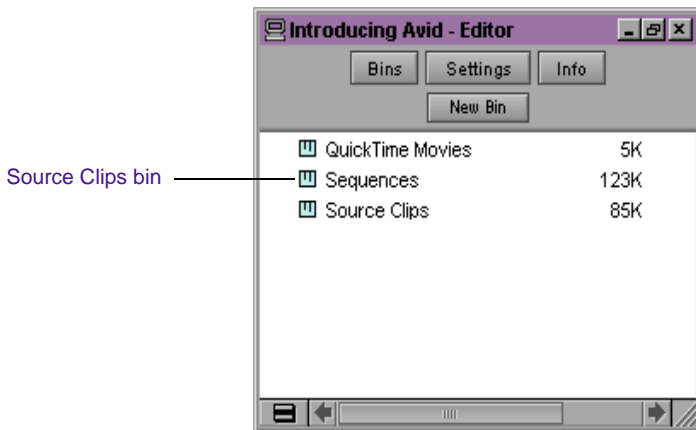 Introducing Avid - Editor
Bins Settings Info
New Bin
QuickTime Movies 5K
Source Clips bin
Sequences 123K
Source Clips 85K